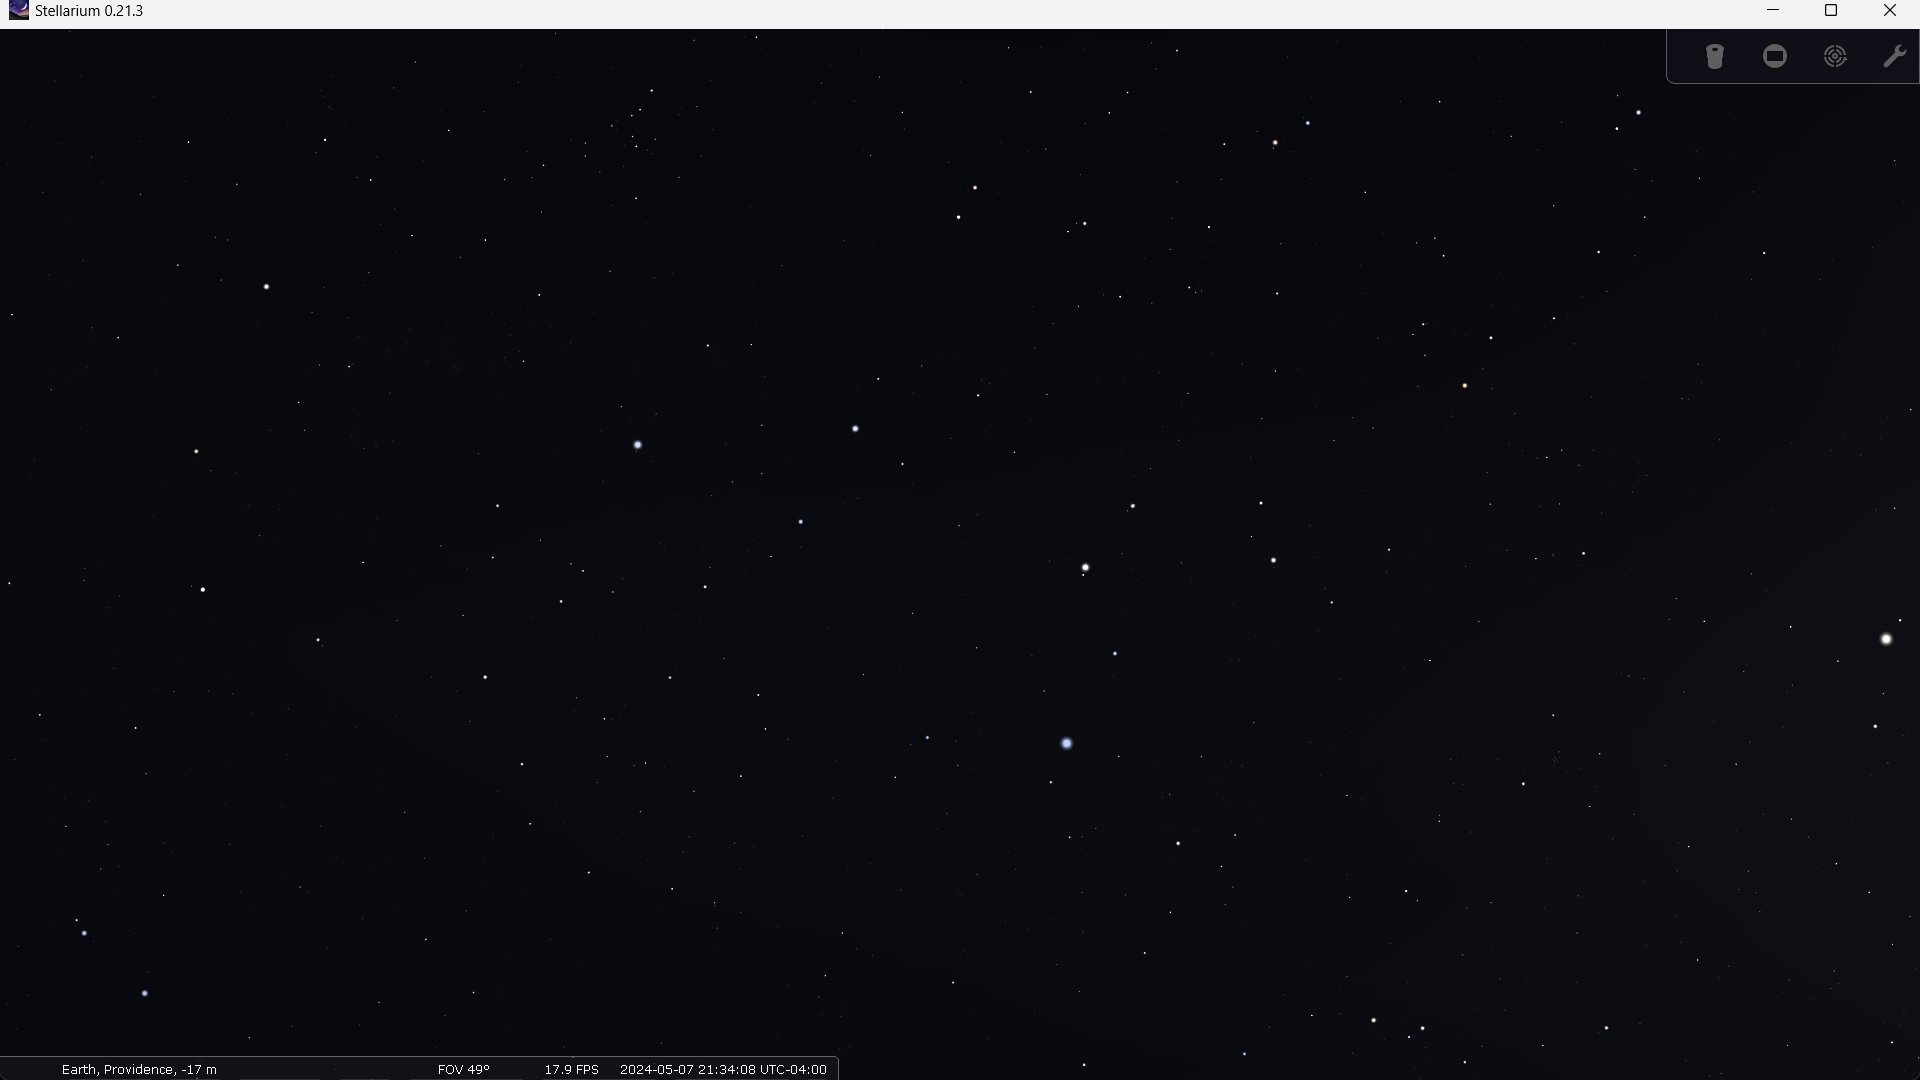 Stellarium 0.21.3
Earth, Providence, -17 m FOV 49° 17.9 FPS 2024-05-07 21:34:08 UTC-04:00